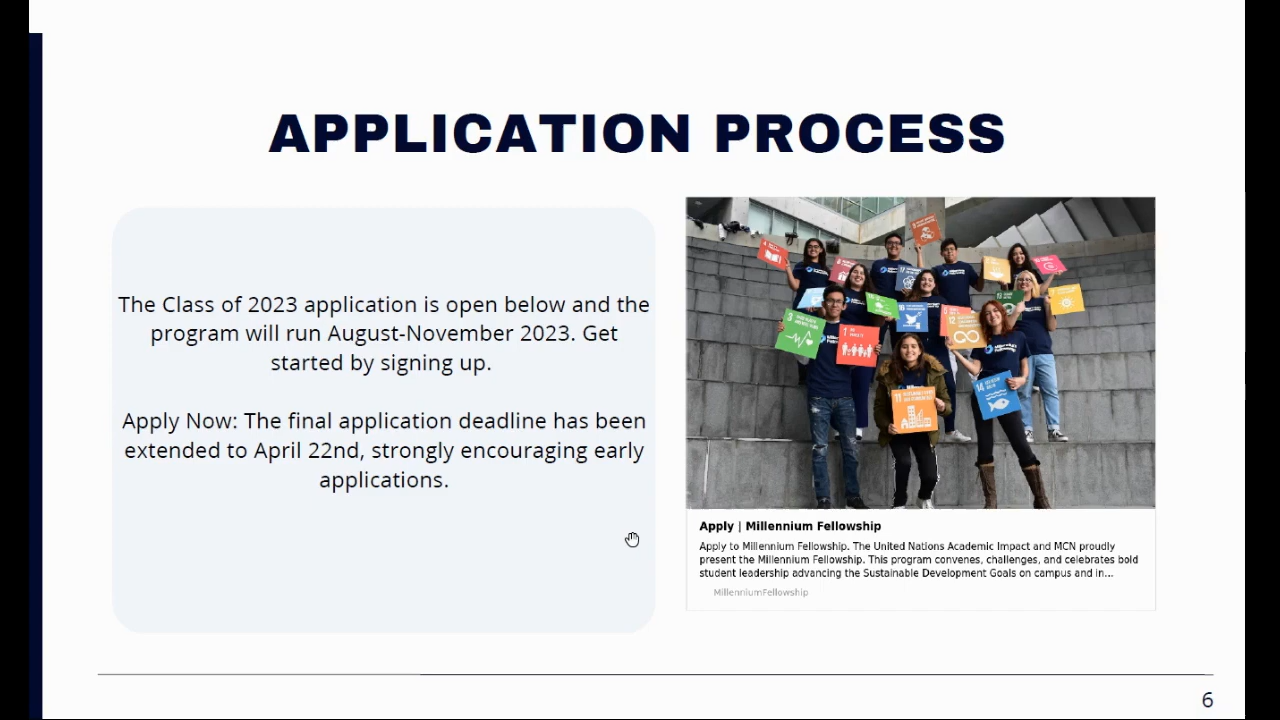 APPLICATION PROCESS
The Class of 2023 application is open below and the
program will run August-November 2023. Get
started by signing up.
Apply Now: The final application deadline has been
extended to April 22nd, strongly encouraging early
applications.
Apply | Millennium Fellowship
Apply to Millennium Fellowship. The United Nations Academic Impact and MCN proudly
present the Millennium Fellowship. This program convenes, challenges, and celebrates bold
student leadership advancing the Sustainable Development Goals on campus and in...
MillenniumFellowship
6